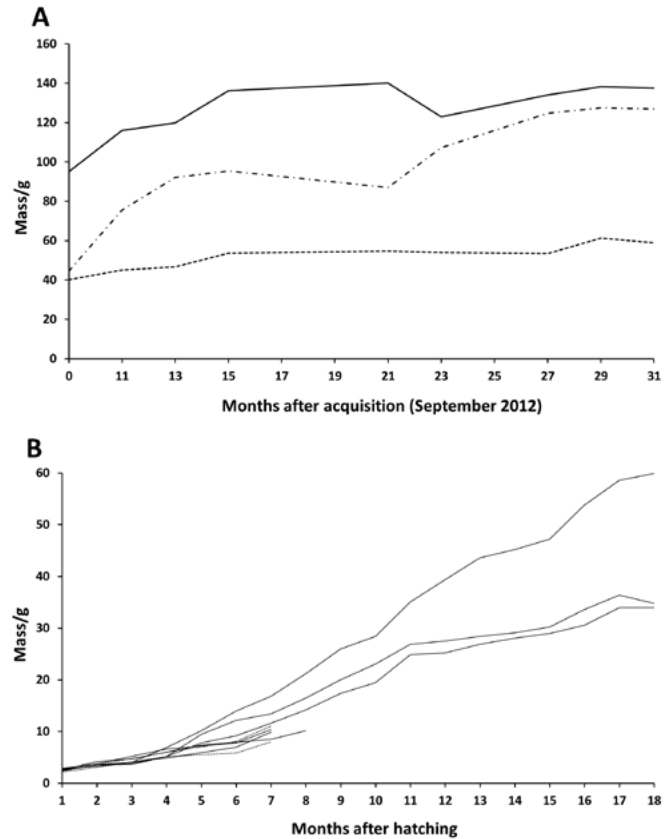 A
160
140
120
100
80
60
40
20
0
Mass/g
0 11 13 15 17 19 21 23 25 27 29 31
Months after acquisition (September 2012)
B
60
50
40
30
20
10
0
Mass/g
1 2 3 4 5 6 7 8 9 10 11 12 13 14 15 16 17 18
Months after hatching